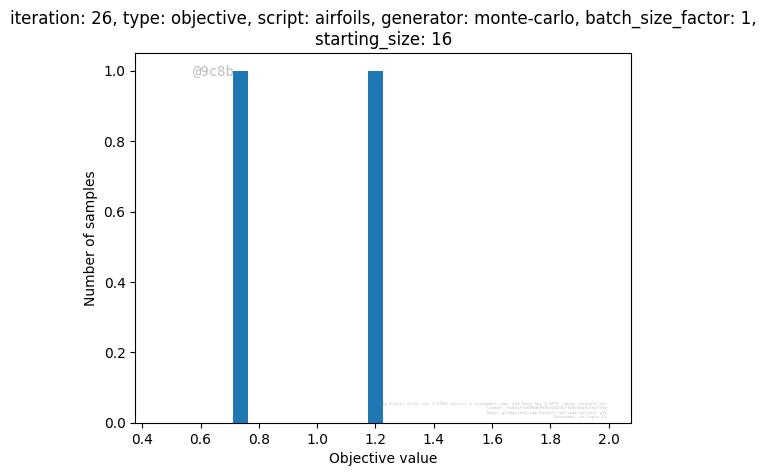 iteration: 26, type: objective, script: airfoils, generator: monte-carlo, batch_size_factor: 1,
starting_size: 16
@9c8b
1.0
0.8
0.6
0.4
0.2
0.0
Number of samples
0.4 0.6 0.8 1.0 1.2 1.4 1.6 1.8 2.0
Objective value